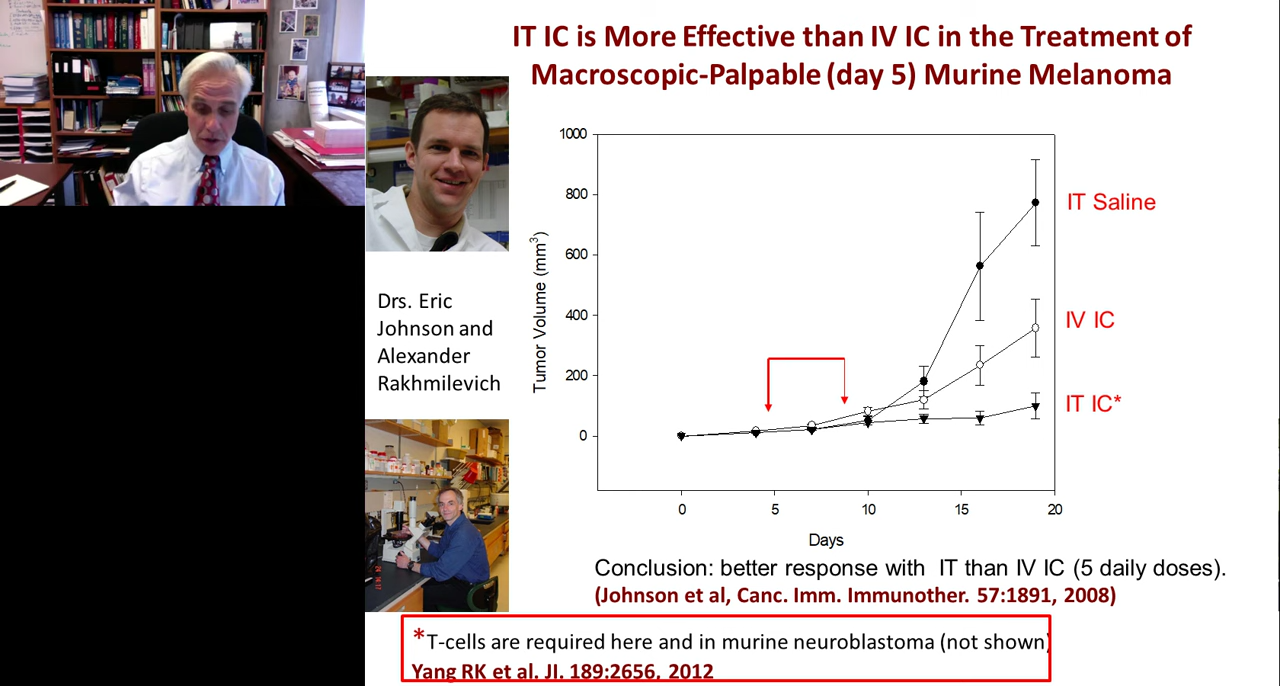 IT IC is More Effective than IV IC in the Treatment of
Macroscopic-Palpable (day 5) Murine Melanoma
Drs. Eric
Johnson and
Alexander
Rakhmilevich
Tumor Volume (mm³)
1000
800
600
400
200
0
0 5 10 15 20
Days
IT Saline
IV IC
IT IC*
Conclusion: better response with IT than IV IC (5 daily doses).
(Johnson et al, Canc. Imm. Immunother. 57:1891, 2008)
*T-cells are required here and in murine neuroblastoma (not shown)
Yang RK et al. JI. 189:2656, 2012